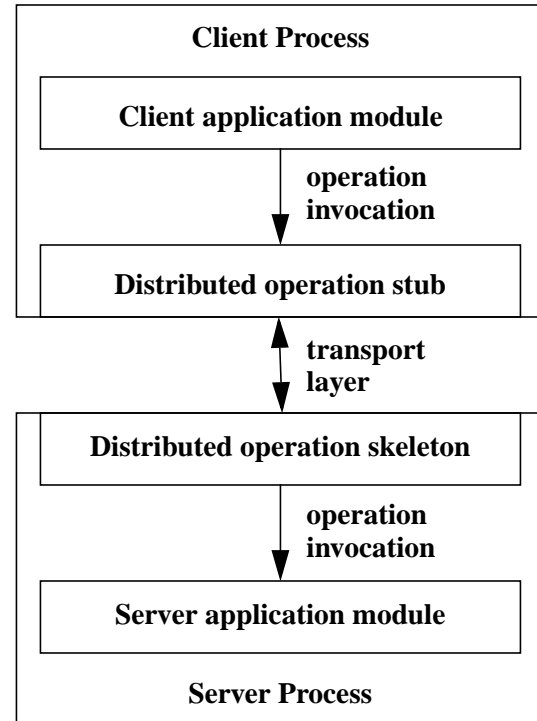 Client Process
Client application module
operation
invocation
Distributed operation stub
transport
layer
Distributed operation skeleton
operation
invocation
Server application module
Server Process